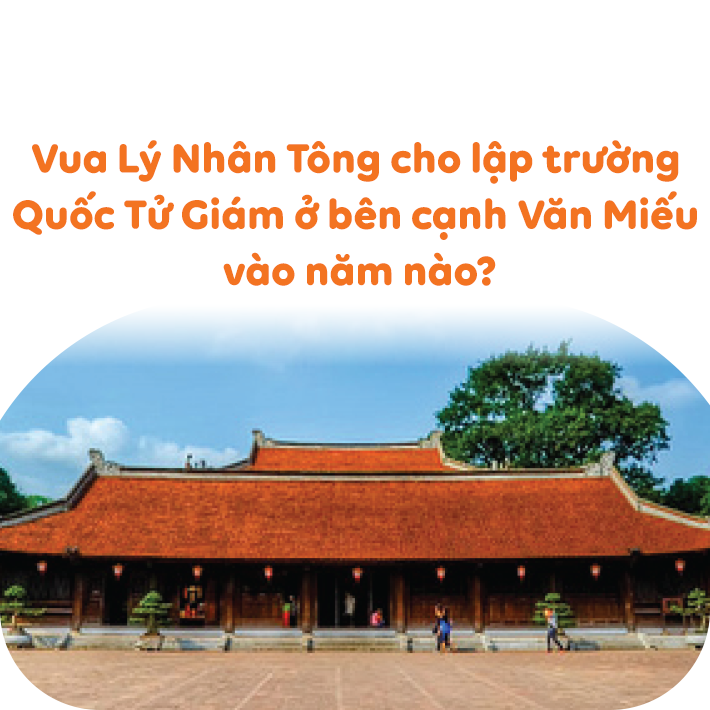 Vua Lý Nhân Tông cho lập trường
Quốc Tử Giám ở bên cạnh Văn Miếu
vào năm nào?